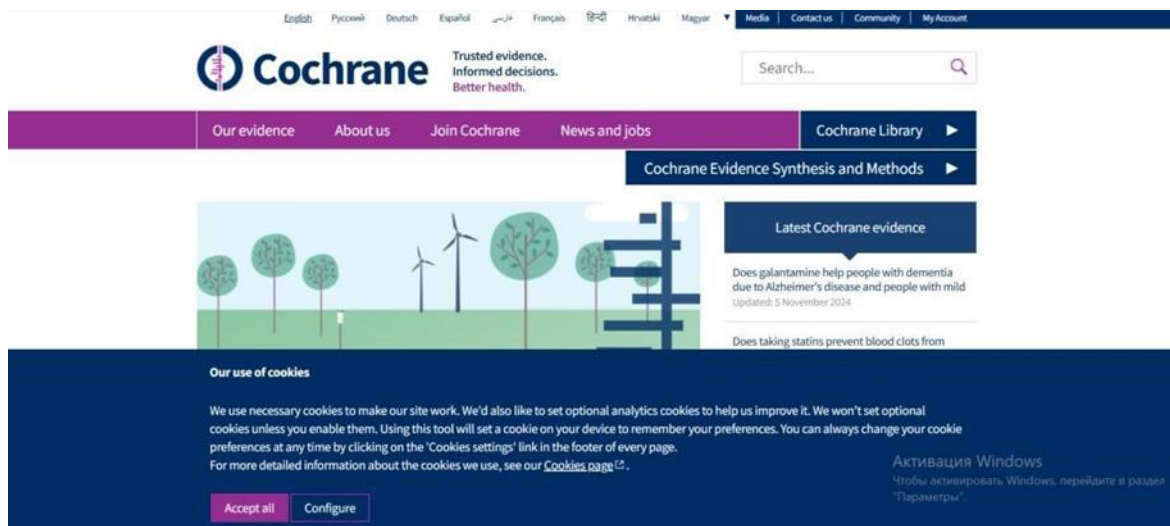 English Русский Deutsch Español فارسی Français हिन्दी Hrvatski Magyar ▼ Media | Contact us | Community | My Account
Cochrane
Trusted evidence.
Informed decisions.
Better health.
Search...
Our evidence About us Join Cochrane News and jobs Cochrane Library ►
Cochrane Evidence Synthesis and Methods ►
Latest Cochrane evidence
Does galantamine help people with dementia
due to Alzheimer's disease and people with mild
Updated: 5 November 2024
Does taking statins prevent blood clots from
Our use of cookies
We use necessary cookies to make our site work. We'd also like to set optional analytics cookies to help us improve it. We won't set optional
cookies unless you enable them. Using this tool will set a cookie on your device to remember your preferences. You can always change your cookie
preferences at any time by clicking on the 'Cookies settings' link in the footer of every page.
For more detailed information about the cookies we use, see our Cookies page.
Accept all Configure
Активация Windows
Чтобы активировать Windows, перейдите в раздел
"Параметры".